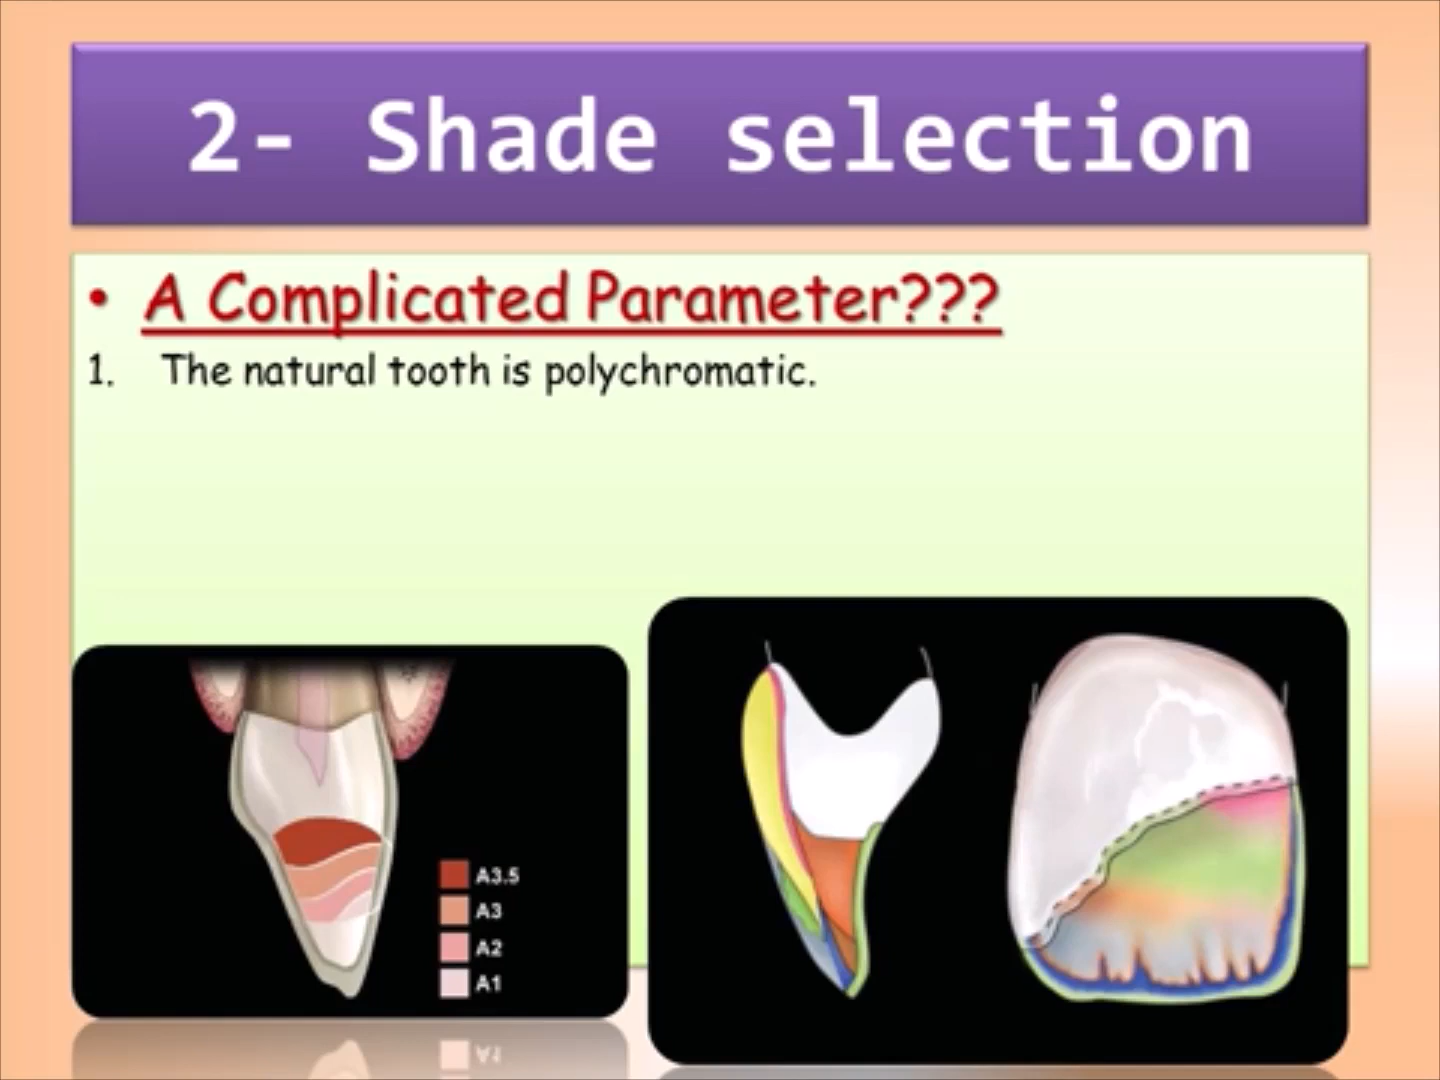 2- Shade selection
• A Complicated Parameter???
1. The natural tooth is polychromatic.
A3.5
A3
A2
A1